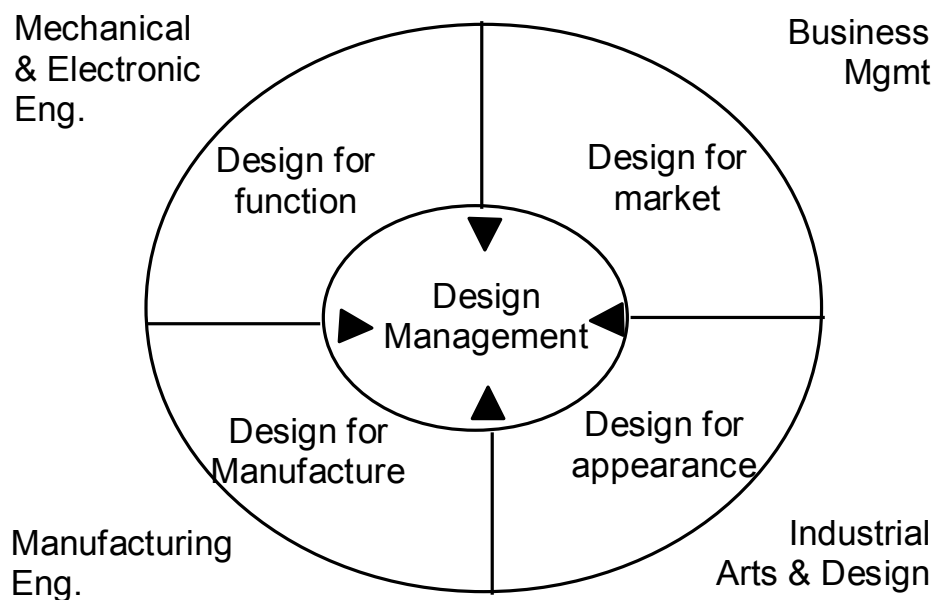 Mechanical
& Electronic
Eng.
Business
Mgmt
Design for
function
Design for
market
Design
Management
Design for
Manufacture
Design for
appearance
Manufacturing
Eng.
Industrial
Arts & Design